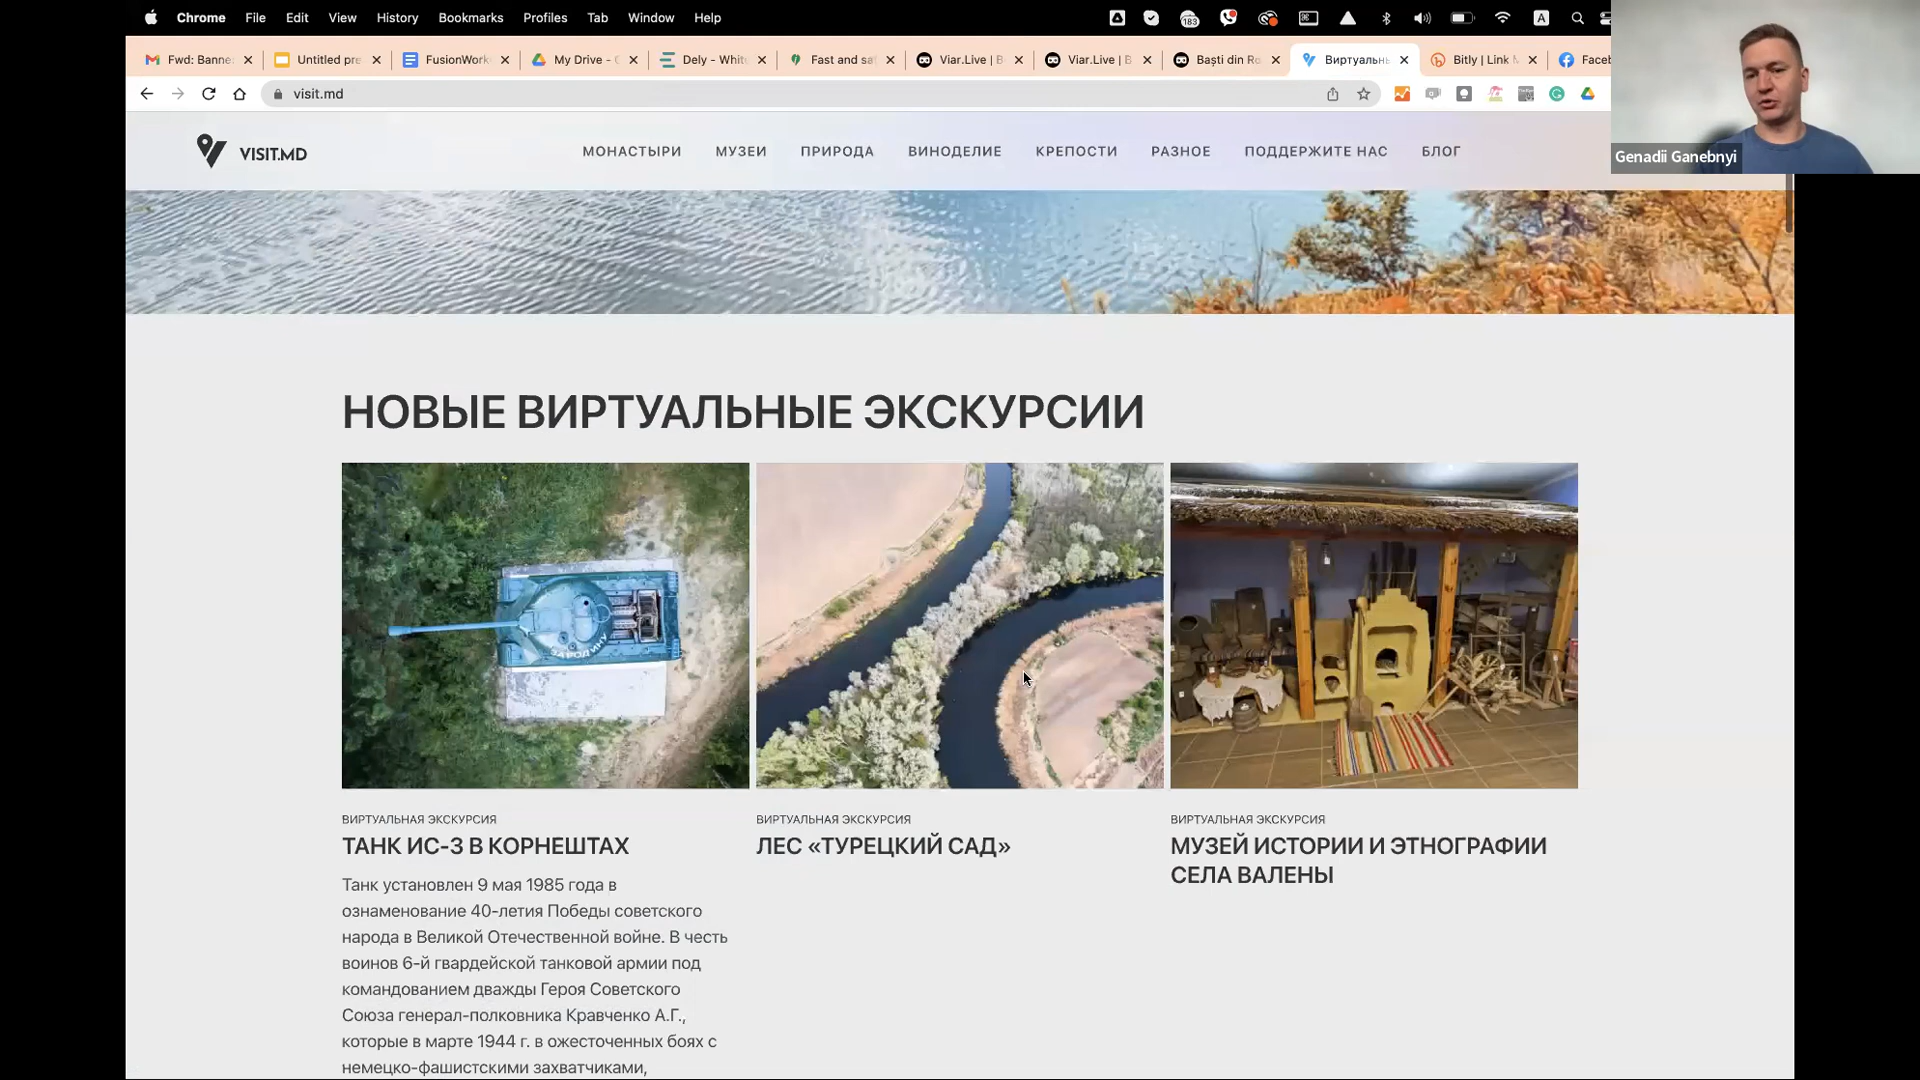 Chrome File Edit View History Bookmarks Profiles Tab Window Help
183
A
Fwd: Banne
Untitled pre
FusionWork
My Drive - G
Dely - White
Fast and sa
Viar.Live | B
Viar.Live | B
Baști din Ro
Виртуальн
Bitly | Link M
Faceb
visit.md
Genadii Ganebnyi
VISIT.MD
МОНАСТЫРИ МУЗЕИ ПРИРОДА ВИНОДЕЛИЕ КРЕПОСТИ РАЗНОЕ ПОДДЕРЖИТЕ НАС БЛОГ
НОВЫЕ ВИРТУАЛЬНЫЕ ЭКСКУРСИИ
ВИРТУАЛЬНАЯ ЭКСКУРСИЯ
ТАНК ИС-3 В КОРНЕШТАХ
Танк установлен 9 мая 1985 года в
ознаменование 40-летия Победы советского
народа в Великой Отечественной войне. В честь
воинов 6-й гвардейской танковой армии под
командованием дважды Героя Советского
Союза генерал-полковника Кравченко А.Г.,
которые в марте 1944 г. в ожесточенных боях с
немецко-фашистскими захватчиками,
ВИРТУАЛЬНАЯ ЭКСКУРСИЯ
ЛЕС «ТУРЕЦКИЙ САД»
ВИРТУАЛЬНАЯ ЭКСКУРСИЯ
МУЗЕЙ ИСТОРИИ И ЭТНОГРАФИИ
СЕЛА ВАЛЕНЫ